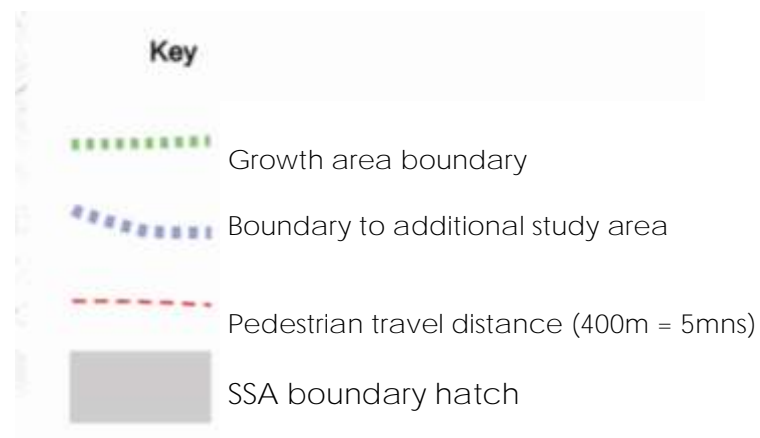 Key
Growth area boundary
Boundary to additional study area
Pedestrian travel distance (400m = 5mns)
SSA boundary hatch